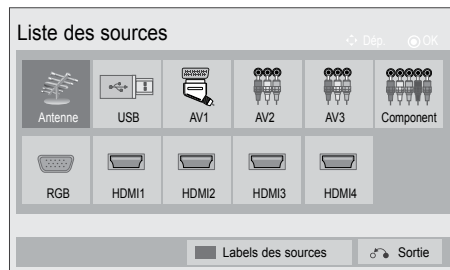 Liste des sources
Dép. OK
Antenne USB AV1 AV2 AV3 Component
RGB HDMI1 HDMI2 HDMI3 HDMI4
Labels des sources Sortie